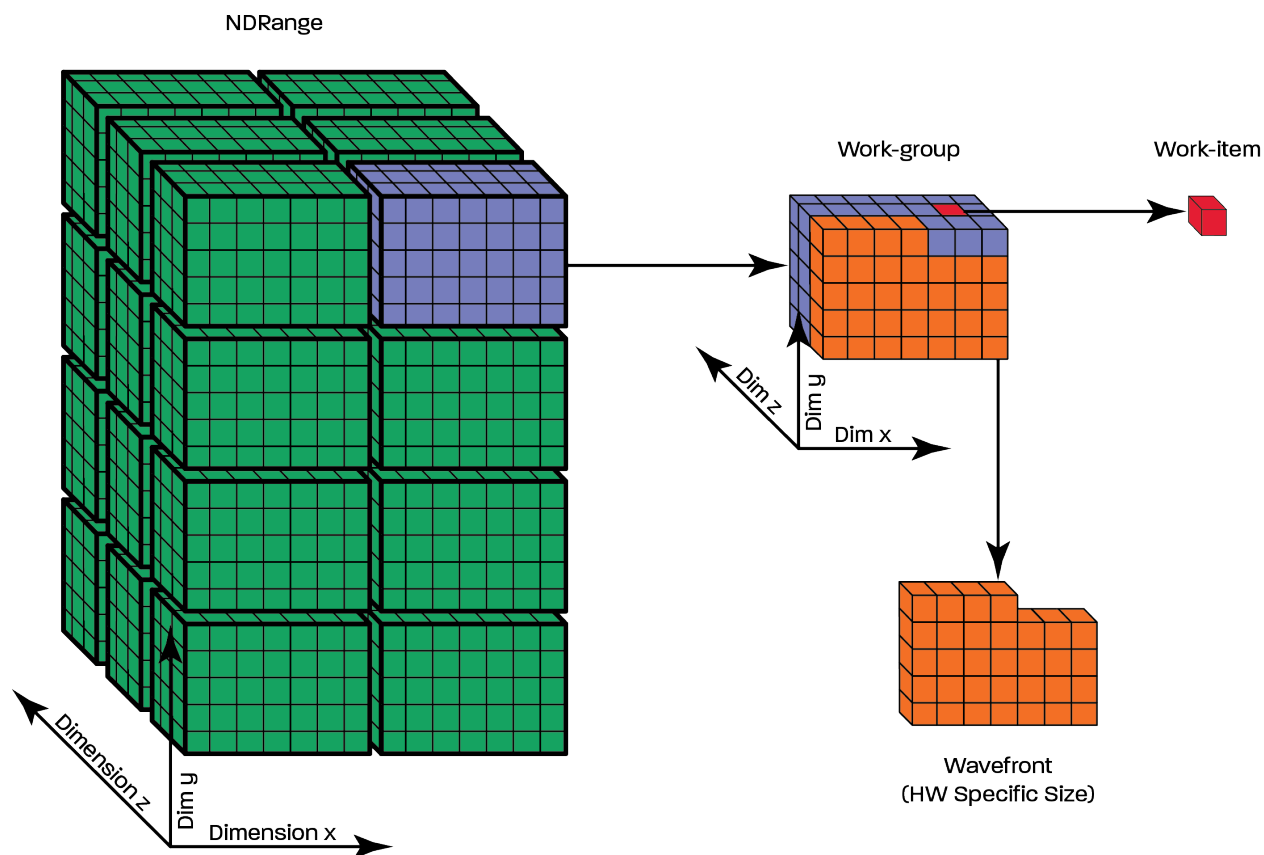 NDRange
Work-group
Work-item
Dim z
Dim y
Dim x
Dimension z
Dim y
Dimension x
Wavefront
(HW Specific Size)